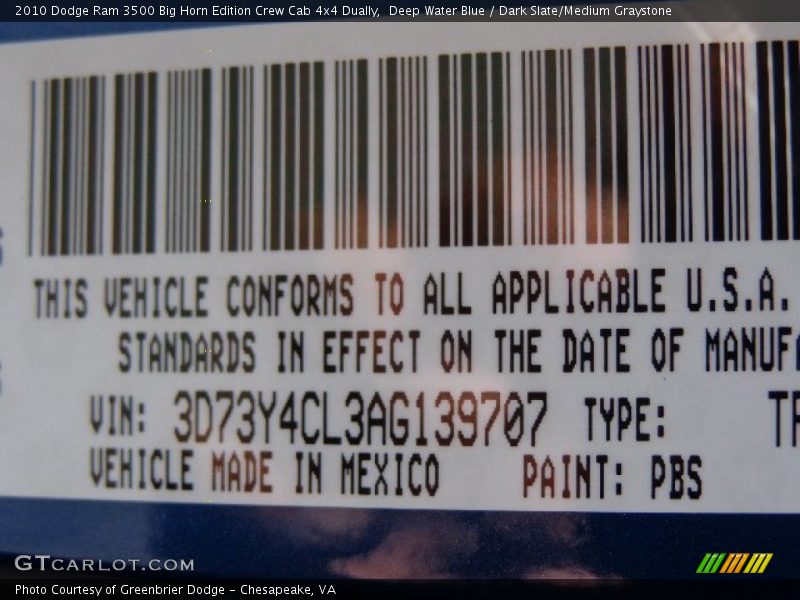 2010 Dodge Ram 3500 Big Horn Edition Crew Cab 4x4 Dually, Deep Water Blue / Dark Slate/Medium Graystone
THIS VEHICLE CONFORMS TO ALL APPLICABLE U.S.A.
STANDARDS IN EFFECT ON THE DATE OF MANUF
VIN: 3D73Y4CL3AG139707 TYPE: TR
VEHICLE MADE IN MEXICO PAINT: PBS
GTCARLOT.COM
Photo Courtesy of Greenbrier Dodge - Chesapeake, VA